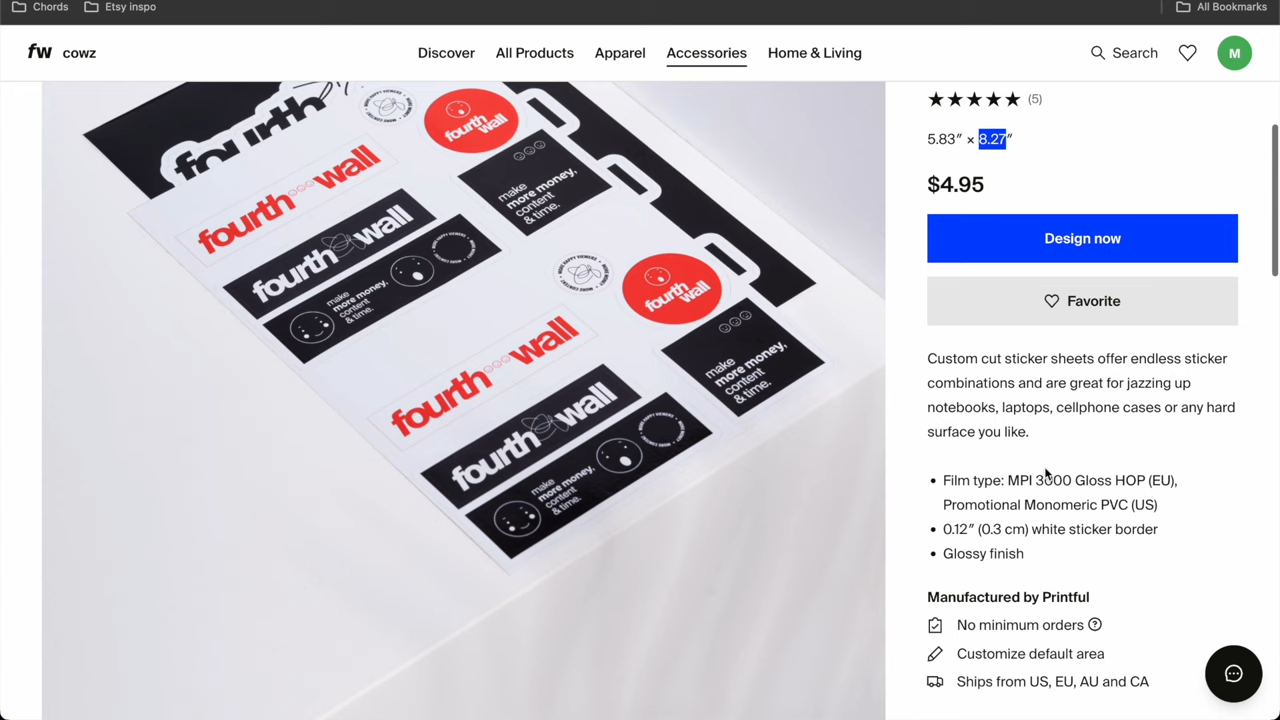 Chords
Etsy inspo
All Bookmarks
fw cowz
Discover
All Products
Apparel
Accessories
Home & Living
Search
M
★★★★★ (5)
5.83″ × 8.27″
$4.95
Design now
Favorite
Custom cut sticker sheets offer endless sticker
combinations and are great for jazzing up
notebooks, laptops, cellphone cases or any hard
surface you like.
• Film type: MPI 3000 Gloss HOP (EU),
Promotional Monomeric PVC (US)
• 0.12″ (0.3 cm) white sticker border
• Glossy finish
Manufactured by Printful
No minimum orders
Customize default area
Ships from US, EU, AU and CA
fourth
fourth
wall
fourth wall
make
more money,
content
& time.
fourth wall
make
more money,
content
& time.
fourth
wall
fourth wall
make
more money,
content
& time.
fourth wall
make
more money,
content
& time.